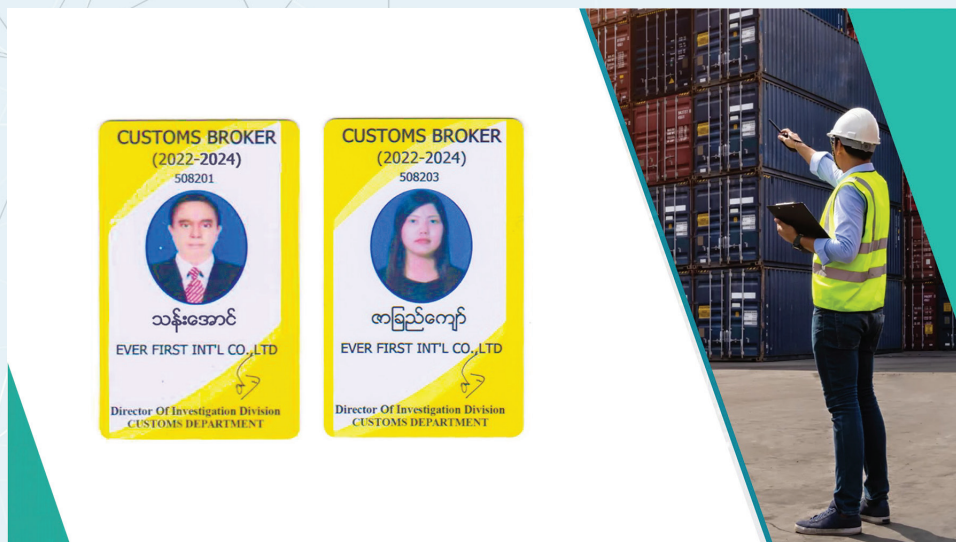 CUSTOMS BROKER
(2022-2024)
508201
သန်းအောင်
EVER FIRST INT'L CO.,LTD
Director Of Investigation Division
CUSTOMS DEPARTMENT
CUSTOMS BROKER
(2022-2024)
508203
ဇာခြည်ကျော်
EVER FIRST INT'L CO.,LTD
Director Of Investigation Division
CUSTOMS DEPARTMENT